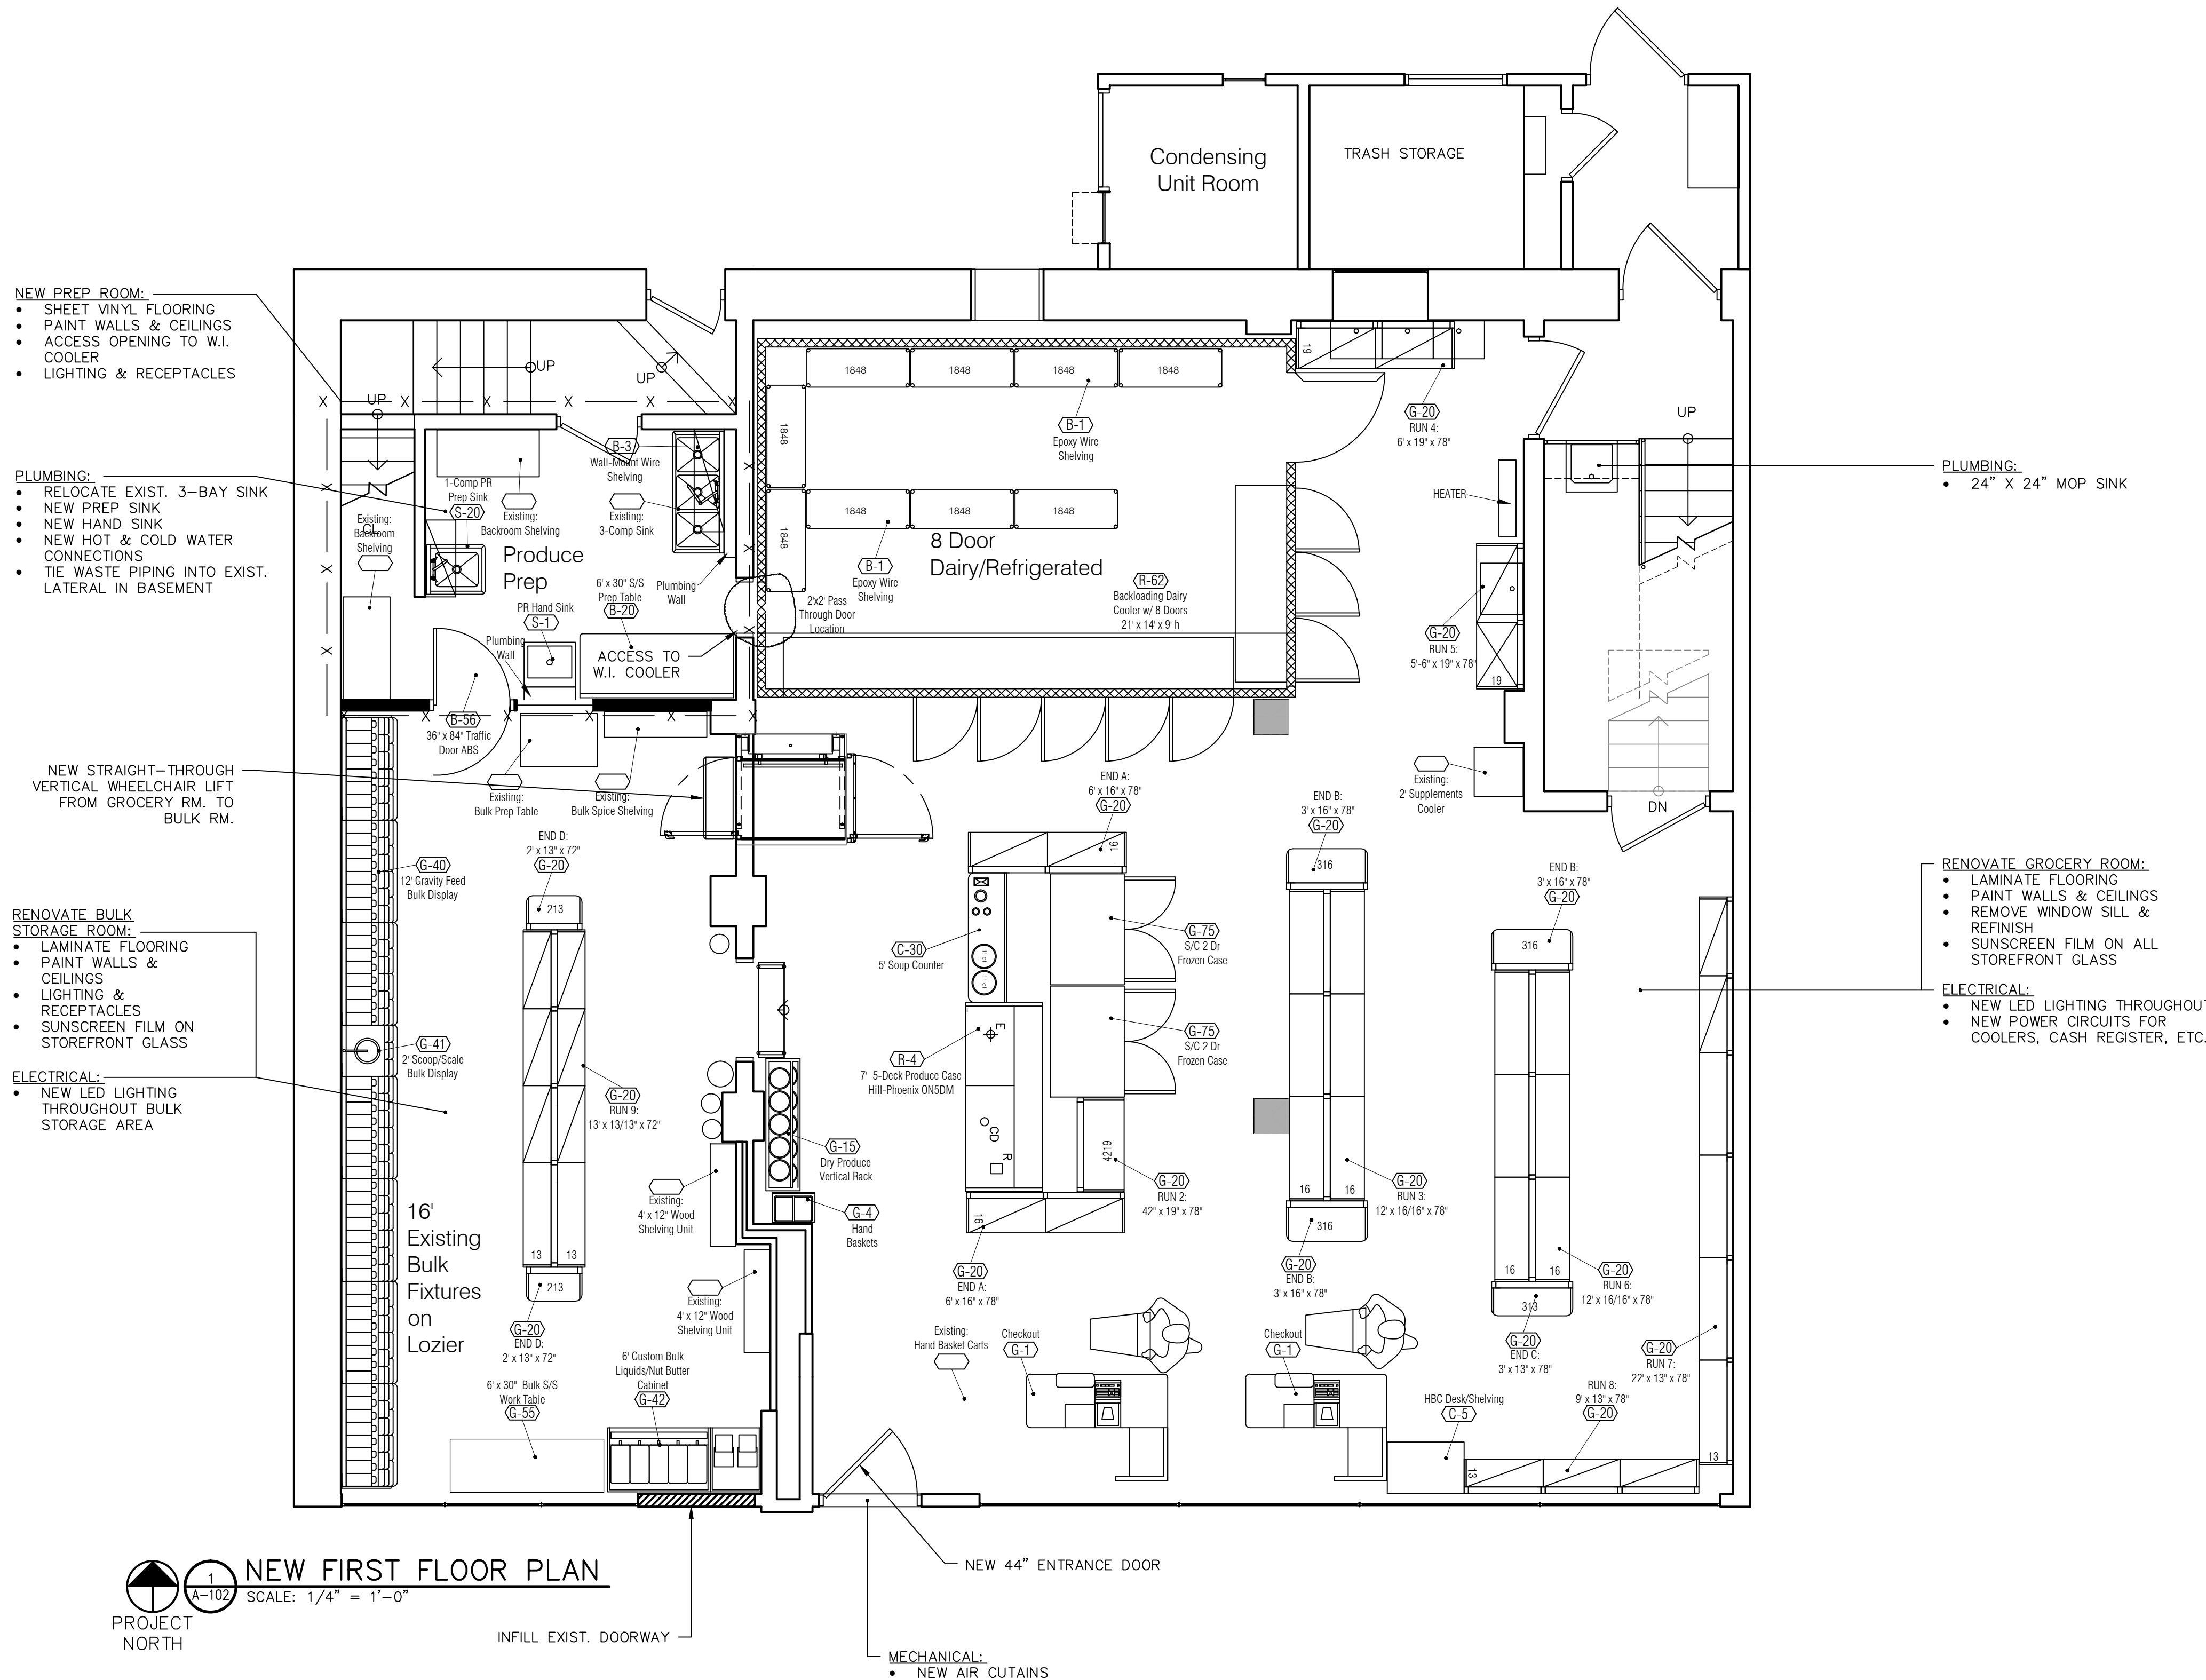 Condensing
Unit Room
TRASH STORAGE
NEW PREP ROOM:
• SHEET VINYL FLOORING
• PAINT WALLS & CEILINGS
• ACCESS OPENING TO W.I.
COOLER
• LIGHTING & RECEPTACLES
PLUMBING:
• RELOCATE EXIST. 3-BAY SINK
• NEW PREP SINK
• NEW HAND SINK
• NEW HOT & COLD WATER
CONNECTIONS
• TIE WASTE PIPING INTO EXIST.
LATERAL IN BASEMENT
NEW STRAIGHT-THROUGH
VERTICAL WHEELCHAIR LIFT
FROM GROCERY RM. TO
BULK RM.
RENOVATE BULK
STORAGE ROOM:
• LAMINATE FLOORING
• PAINT WALLS &
CEILINGS
• LIGHTING &
RECEPTACLES
• SUNSCREEN FILM ON
STOREFRONT GLASS
ELECTRICAL:
• NEW LED LIGHTING
THROUGHOUT BULK
STORAGE AREA
UP
UP
UP
CL
Existing:
Backroom
Shelving
1-Comp PR
Prep Sink
S-20
Existing:
Backroom Shelving
B-3
Wall-Mount Wire
Shelving
Existing:
3-Comp Sink
Produce
Prep
PR Hand Sink
S-1
Plumbing
Wall
6' x 30" S/S
Prep Table
B-20
Plumbing
Wall
ACCESS TO
W.I. COOLER
B-56
36" x 84" Traffic
Door ABS
Existing:
Bulk Prep Table
Existing:
Bulk Spice Shelving
1848
1848
1848
1848
1848
1848
1848
1848
1848
B-1
Epoxy Wire
Shelving
B-1
Epoxy Wire
Shelving
8 Door
Dairy/Refrigerated
2'x2' Pass
Through Door
Location
R-62
Backloading Dairy
Cooler w/ 8 Doors
21' x 14' x 9' h
19
G-20
RUN 4:
6' x 19" x 78"
HEATER
G-20
RUN 5:
5'-6" x 19" x 78"
19
UP
DN
Existing:
2' Supplements
Cooler
PLUMBING:
• 24" X 24" MOP SINK
RENOVATE GROCERY ROOM:
• LAMINATE FLOORING
• PAINT WALLS & CEILINGS
• REMOVE WINDOW SILL &
REFINISH
• SUNSCREEN FILM ON ALL
STOREFRONT GLASS
ELECTRICAL:
• NEW LED LIGHTING THROUGHOUT
• NEW POWER CIRCUITS FOR
COOLERS, CASH REGISTER, ETC.
G-40
12' Gravity Feed
Bulk Display
G-41
2' Scoop/Scale
Bulk Display
END D:
2' x 13" x 72"
G-20
213
G-20
RUN 9:
13' x 13/13" x 72"
13 13
213
G-20
END D:
2' x 13" x 72"
16'
Existing
Bulk
Fixtures
on
Lozier
6' x 30" Bulk S/S
Work Table
G-55
6' Custom Bulk
Liquids/Nut Butter
Cabinet
G-42
Existing:
4' x 12" Wood
Shelving Unit
Existing:
4' x 12" Wood
Shelving Unit
G-15
Dry Produce
Vertical Rack
G-4
Hand
Baskets
END A:
6' x 16" x 78"
G-20
16
C-30
5' Soup Counter
11 qt.
11 qt.
G-75
S/C 2 Dr
Frozen Case
G-75
S/C 2 Dr
Frozen Case
R-4
7' 5-Deck Produce Case
Hill-Phoenix ON5DM
E
CD
R
4219
G-20
RUN 2:
42" x 19" x 78"
16
G-20
END A:
6' x 16" x 78"
END B:
3' x 16" x 78"
G-20
316
G-20
RUN 3:
12' x 16/16" x 78"
16 16
316
G-20
END B:
3' x 16" x 78"
END B:
3' x 16" x 78"
G-20
316
16 16
G-20
RUN 6:
12' x 16/16" x 78"
313
G-20
END C:
3' x 13" x 78"
G-20
RUN 7:
22' x 13" x 78"
13
RUN 8:
9' x 13" x 78"
G-20
13
HBC Desk/Shelving
C-5
Existing:
Hand Basket Carts
Checkout
G-1
Checkout
G-1
X X X X X X
X
X
X
X
X
X
X
X X X X
NEW 44" ENTRANCE DOOR
INFILL EXIST. DOORWAY
MECHANICAL:
• NEW AIR CUTAINS
1
A-102
NEW FIRST FLOOR PLAN
SCALE: 1/4" = 1'-0"
PROJECT
NORTH